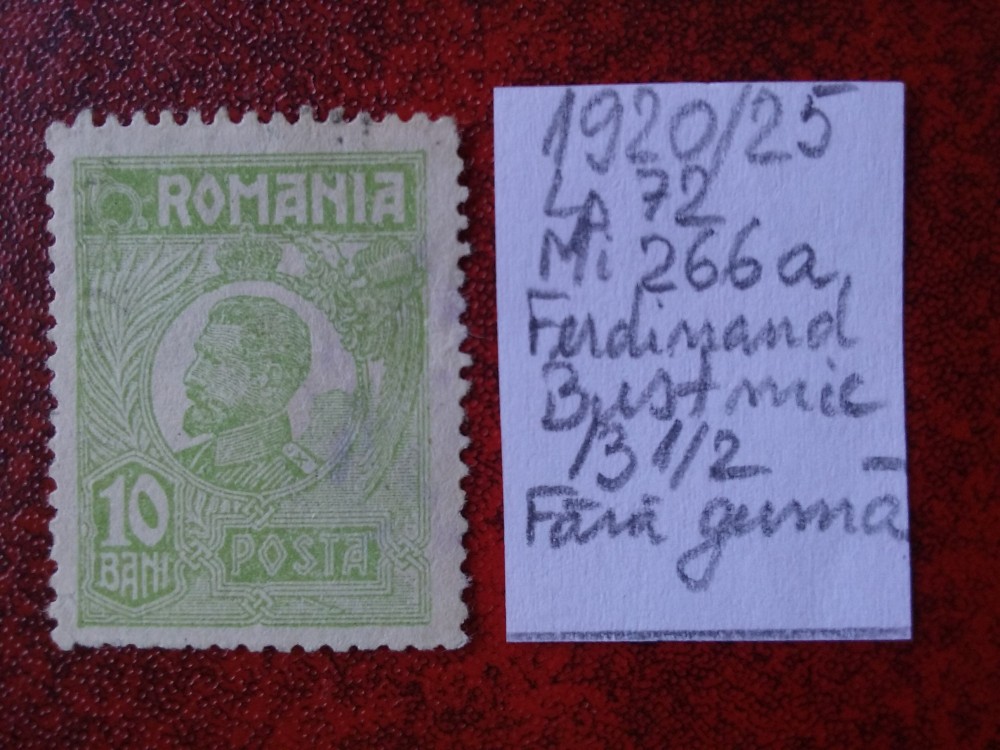 ROMANIA
10
BANI
POSTA
1920/25
Lp 72
Mi 266a
Ferdinand
Bust mic
13 1/2
Fără gumă